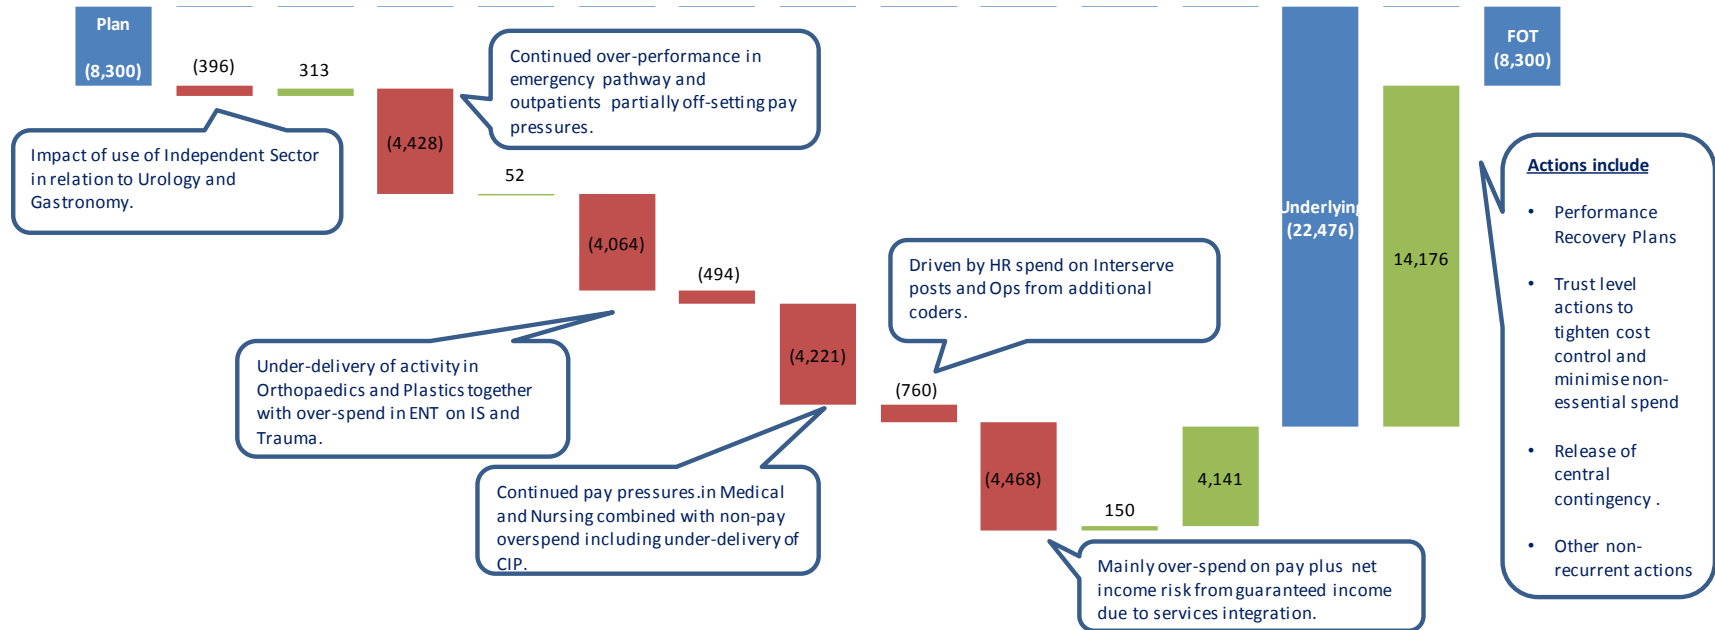 Plan
(8,300)
(396)
313
(4,428)
Continued over-performance in
emergency pathway and
outpatients partially off-setting pay
pressures.
Impact of use of Independent Sector
in relation to Urology and
Gastronomy.
52
(4,064)
(494)
Under-delivery of activity in
Orthopaedics and Plastics together
with over-spend in ENT on IS and
Trauma.
(4,221)
Continued pay pressures.in Medical
and Nursing combined with non-pay
overspend including under-delivery of
CIP.
Driven by HR spend on Interserve
posts and Ops from additional
coders.
(760)
(4,468)
150
4,141
Mainly over-spend on pay plus net
income risk from guaranteed income
due to services integration.
Underlying
(22,476)
14,176
FOT
(8,300)
Actions include
• Performance
Recovery Plans
• Trust level
actions to
tighten cost
control and
minimise non-
essential spend
• Release of
central
contingency .
• Other non-
recurrent actions